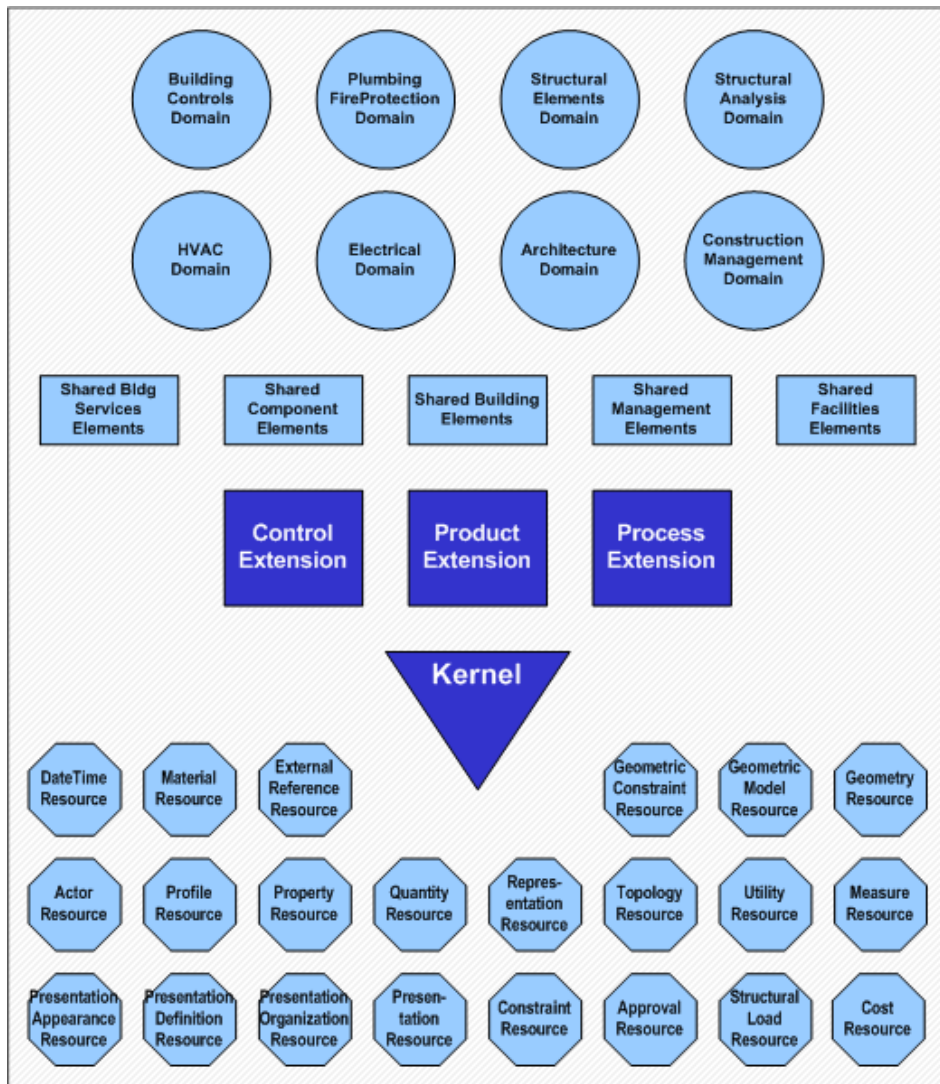 Building
Controls
Domain
Plumbing
FireProtection
Domain
Structural
Elements
Domain
Structural
Analysis
Domain
HVAC
Domain
Electrical
Domain
Architecture
Domain
Construction
Management
Domain
Shared Bldg
Services
Elements
Shared
Component
Elements
Shared Building
Elements
Shared
Management
Elements
Shared
Facilities
Elements
Control
Extension
Product
Extension
Process
Extension
Kernel
DateTime
Resource
Material
Resource
External
Reference
Resource
Geometric
Constraint
Resource
Geometric
Model
Resource
Geometry
Resource
Actor
Resource
Profile
Resource
Property
Resource
Quantity
Resource
Repres-
entation
Resource
Topology
Resource
Utility
Resource
Measure
Resource
Presentation
Appearance
Resource
Presentation
Definition
Resource
Presentation
Organization
Resource
Presen-
tation
Resource
Constraint
Resource
Approval
Resource
Structural
Load
Resource
Cost
Resource